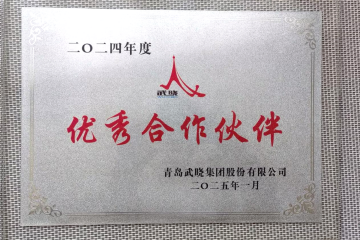 二〇二四年度
武晓
优秀合作伙伴
青岛武晓集团股份有限公司
二〇二五年一月